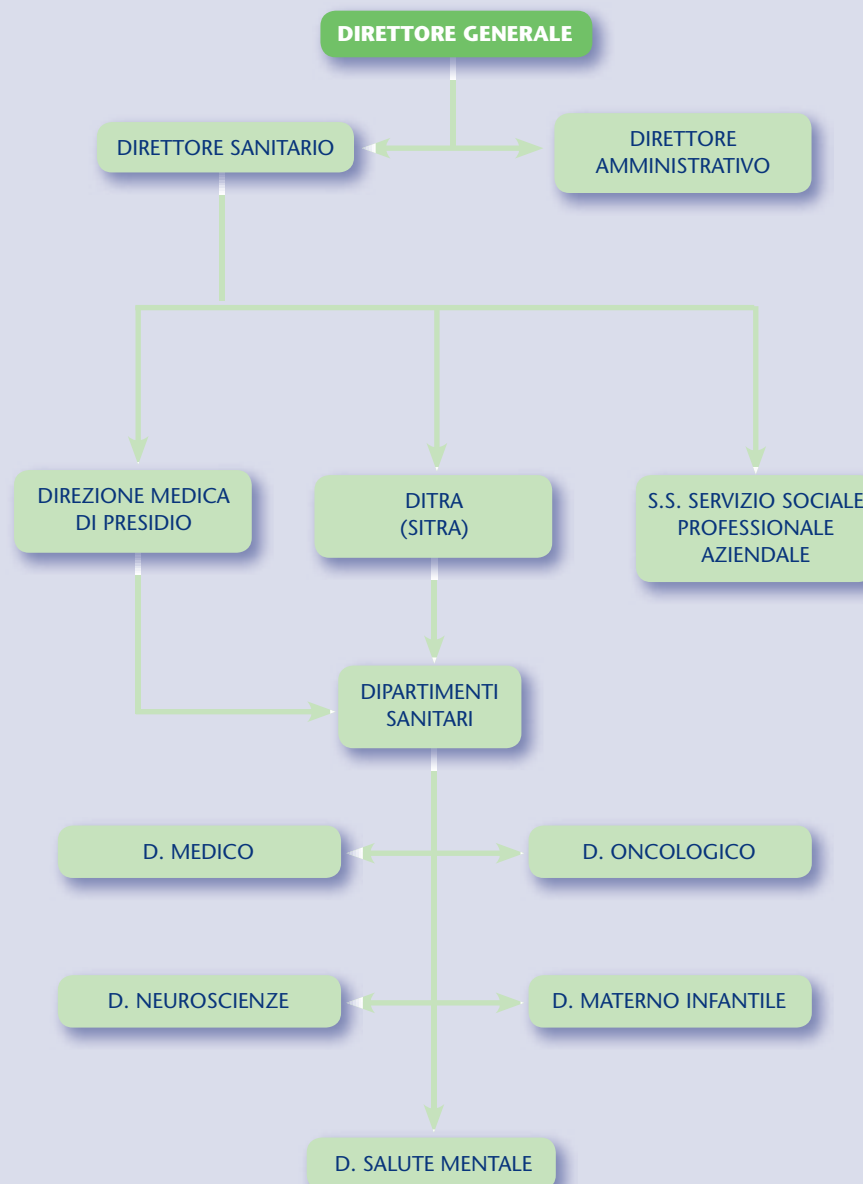 DIRETTORE GENERALE
DIRETTORE SANITARIO
DIRETTORE
AMMINISTRATIVO
DIREZIONE MEDICA
DI PRESIDIO
DITRA
(SITRA)
S.S. SERVIZIO SOCIALE
PROFESSIONALE
AZIENDALE
DIPARTIMENTI
SANITARI
D. MEDICO
D. ONCOLOGICO
D. NEUROSCIENZE
D. MATERNO INFANTILE
D. SALUTE MENTALE